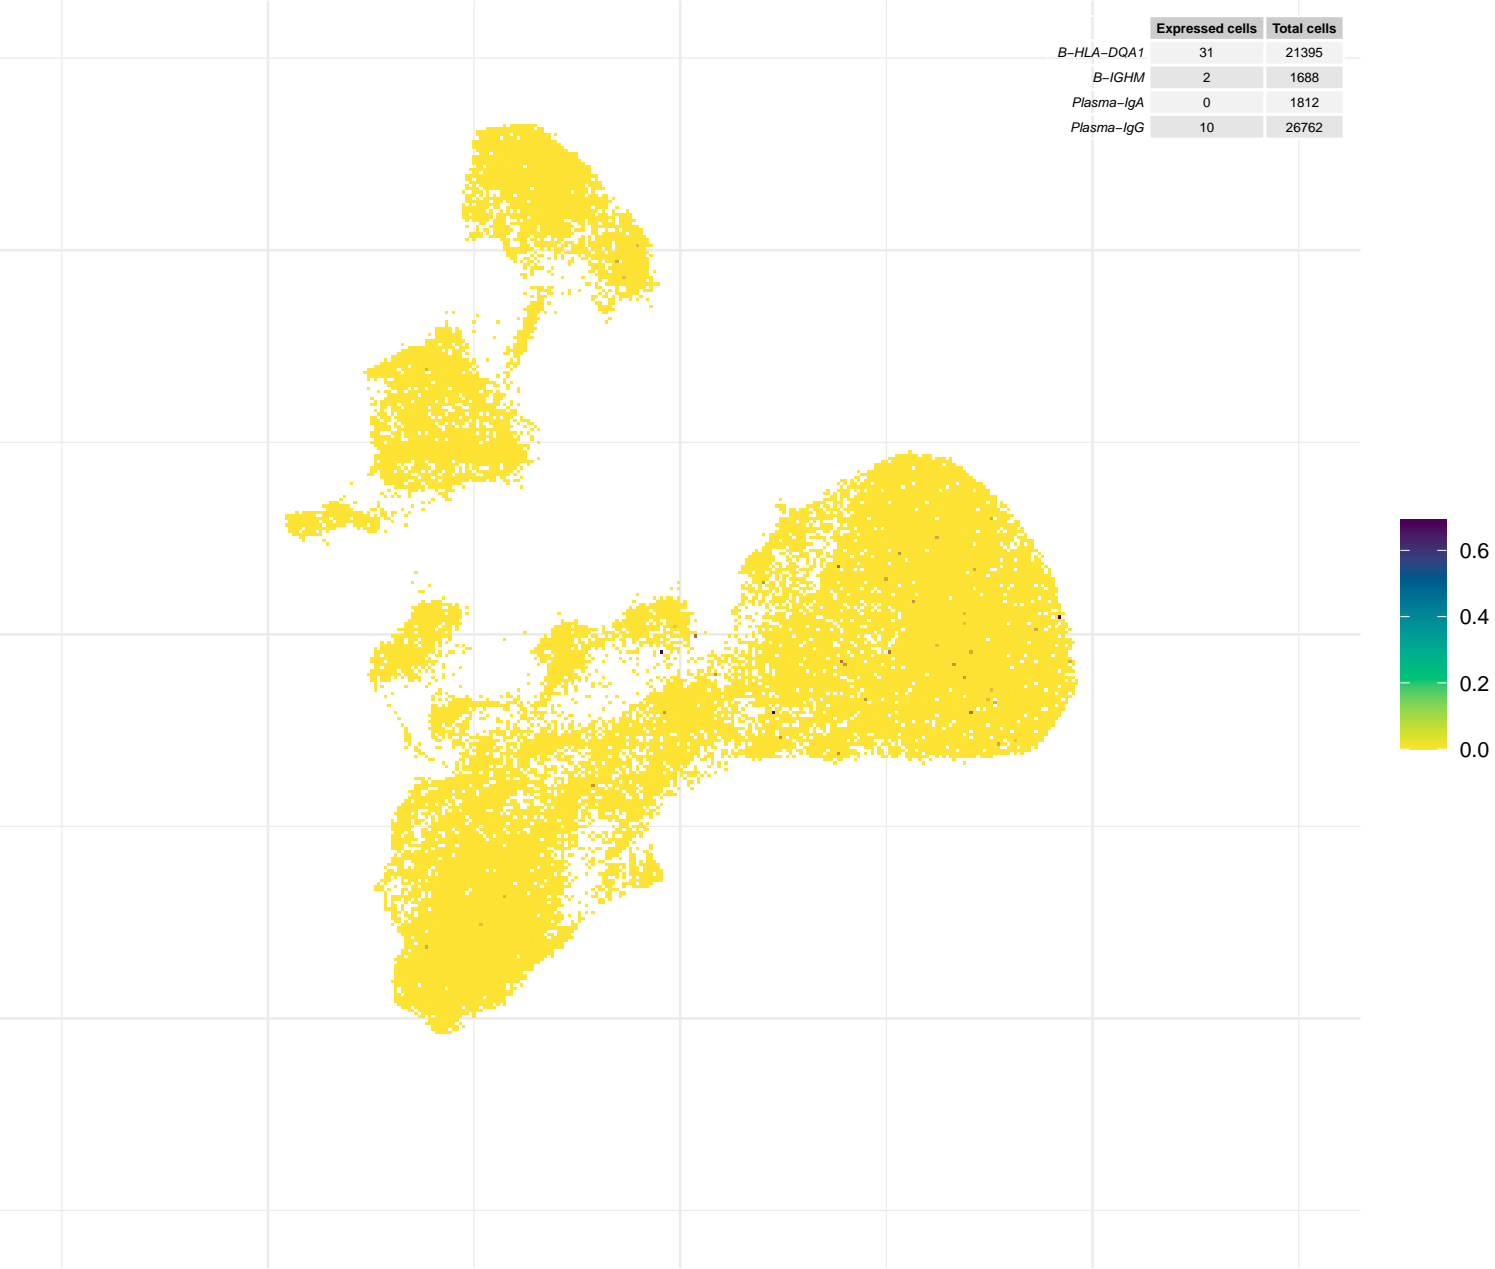 Expressed cells Total cells
B−HLA−DQA1 31 21395
B−IGHM 2 1688
Plasma−IgA 0 1812
Plasma−IgG 10 26762
0.6
0.4
0.2
0.0